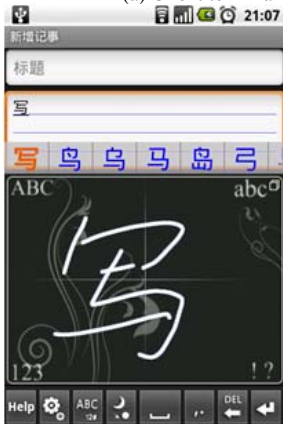 21:07
新增记事
标题
写
写 鸟 乌 马 岛 弓
ABC abc
写
123 !?
Help ABC 12# ,. DEL